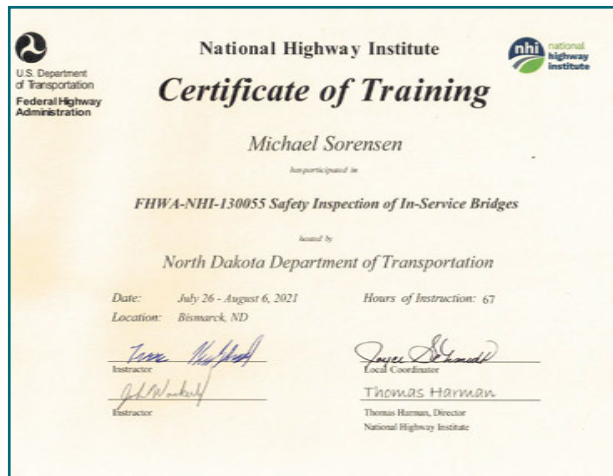 U.S. Department
of Transportation
Federal Highway
Administration
National Highway Institute
nhi national
highway
institute
Certificate of Training
Michael Sorensen
has participated in
FHWA-NHI-130055 Safety Inspection of In-Service Bridges
hosted by
North Dakota Department of Transportation
Date: July 26 - August 6, 2021 Hours of Instruction: 67
Location: Bismarck, ND
Joyce Schmidt
Instructor Local Coordinator
Thomas Harman
Instructor Thomas Harman, Director
National Highway Institute